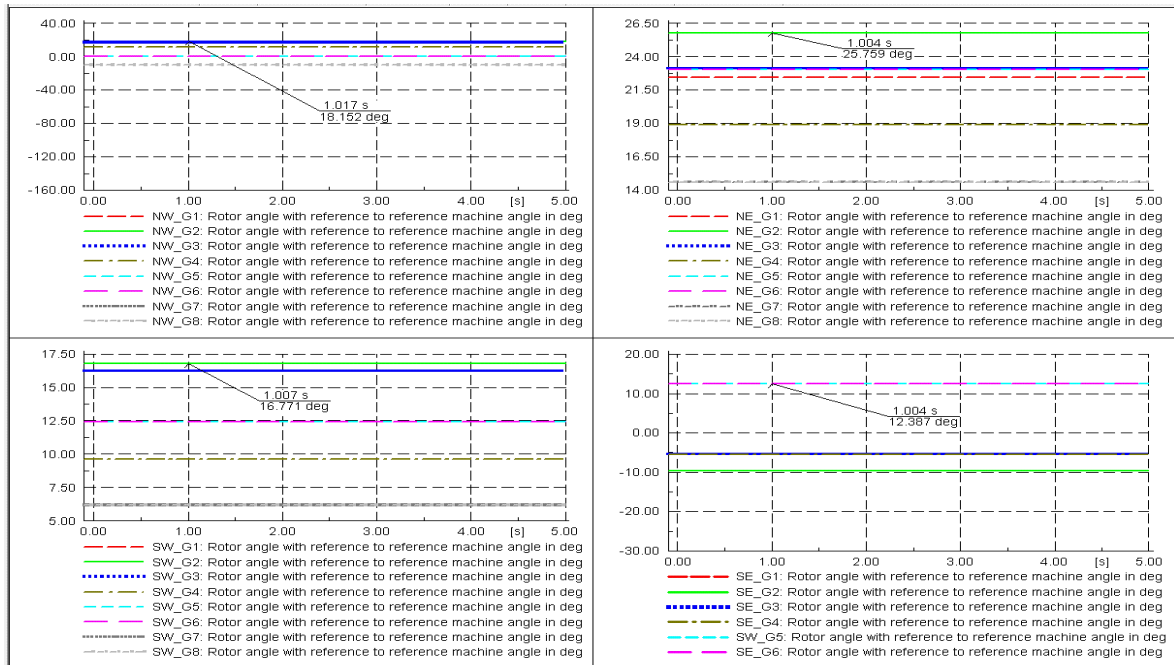 40.00
0.00
-40.00
-80.00
-120.00
-160.00
1.017 s
18.152 deg
-0.00
1.00
2.00
3.00
4.00
[s]
5.00
NW_G1: Rotor angle with reference to reference machine angle in deg
NW_G2: Rotor angle with reference to reference machine angle in deg
NW_G3: Rotor angle with reference to reference machine angle in deg
NW_G4: Rotor angle with reference to reference machine angle in deg
NW_G5: Rotor angle with reference to reference machine angle in deg
NW_G6: Rotor angle with reference to reference machine angle in deg
NW_G7: Rotor angle with reference to reference machine angle in deg
NW_G8: Rotor angle with reference to reference machine angle in deg
26.50
24.00
21.50
19.00
16.50
14.00
1.004 s
25.759 deg
-0.00
1.00
2.00
3.00
4.00
[s]
5.00
NE_G1: Rotor angle with reference to reference machine angle in deg
NE_G2: Rotor angle with reference to reference machine angle in deg
NE_G3: Rotor angle with reference to reference machine angle in deg
NE_G4: Rotor angle with reference to reference machine angle in deg
NE_G5: Rotor angle with reference to reference machine angle in deg
NE_G6: Rotor angle with reference to reference machine angle in deg
NE_G7: Rotor angle with reference to reference machine angle in deg
NE_G8: Rotor angle with reference to reference machine angle in deg
17.50
15.00
12.50
10.00
7.50
5.00
1.007 s
16.771 deg
-0.00
1.00
2.00
3.00
4.00
[s]
5.00
SW_G1: Rotor angle with reference to reference machine angle in deg
SW_G2: Rotor angle with reference to reference machine angle in deg
SW_G3: Rotor angle with reference to reference machine angle in deg
SW_G4: Rotor angle with reference to reference machine angle in deg
SW_G5: Rotor angle with reference to reference machine angle in deg
SW_G6: Rotor angle with reference to reference machine angle in deg
SW_G7: Rotor angle with reference to reference machine angle in deg
SW_G8: Rotor angle with reference to reference machine angle in deg
20.00
10.00
0.00
-10.00
-20.00
-30.00
1.004 s
12.387 deg
-0.00
1.00
2.00
3.00
4.00
[s]
5.00
SE_G1: Rotor angle with reference to reference machine angle in deg
SE_G2: Rotor angle with reference to reference machine angle in deg
SE_G3: Rotor angle with reference to reference machine angle in deg
SE_G4: Rotor angle with reference to reference machine angle in deg
SW_G5: Rotor angle with reference to reference machine angle in deg
SE_G6: Rotor angle with reference to reference machine angle in deg